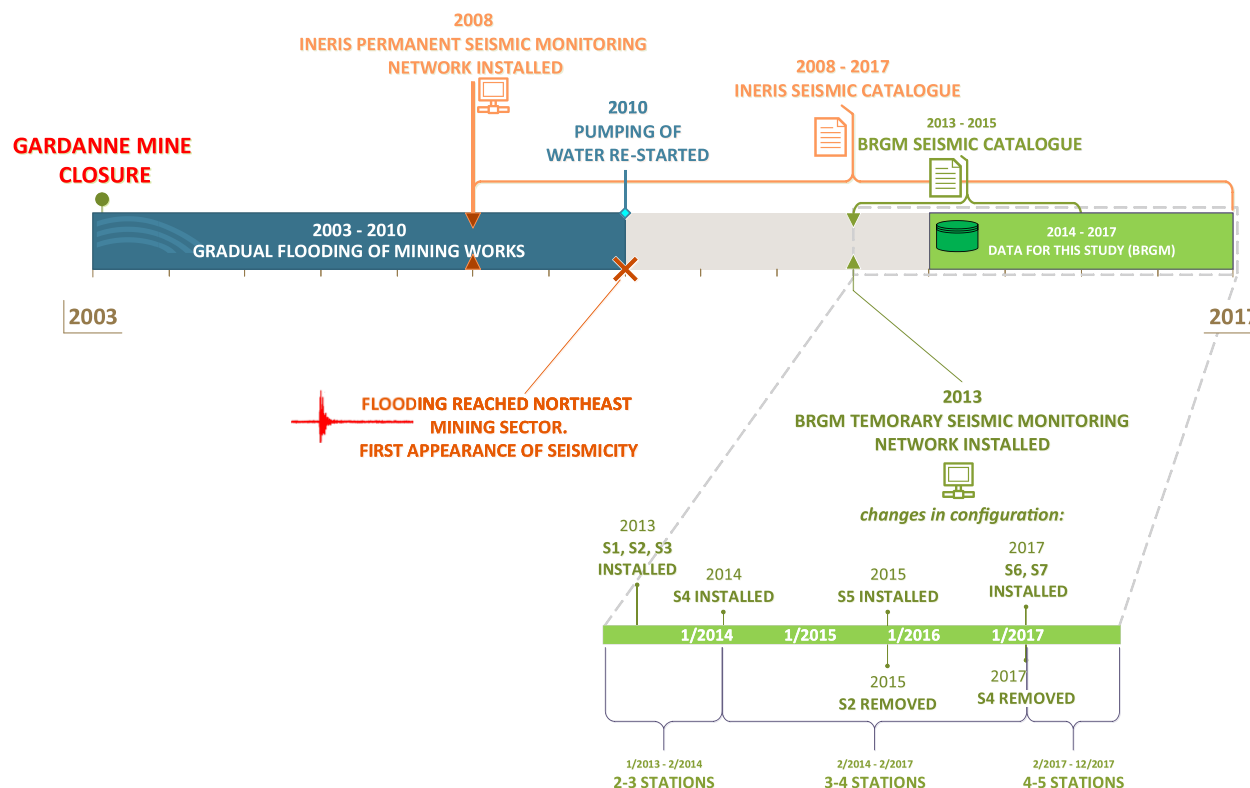 2008
INERIS PERMANENT SEISMIC MONITORING
NETWORK INSTALLED
2008 - 2017
INERIS SEISMIC CATALOGUE
2010
PUMPING OF
WATER RE-STARTED
2013 - 2015
BRGM SEISMIC CATALOGUE
GARDANNE MINE
CLOSURE
2003 - 2010
GRADUAL FLOODING OF MINING WORKS
2014 - 2017
DATA FOR THIS STUDY (BRGM)
2003
2017
FLOODING REACHED NORTHEAST
MINING SECTOR.
FIRST APPEARANCE OF SEISMICITY
2013
BRGM TEMORARY SEISMIC MONITORING
NETWORK INSTALLED
changes in configuration:
2013
S1, S2, S3
INSTALLED
2014
S4 INSTALLED
2015
S5 INSTALLED
2017
S6, S7
INSTALLED
1/2014
1/2015
1/2016
1/2017
2015
S2 REMOVED
2017
S4 REMOVED
1/2013 - 2/2014
2-3 STATIONS
2/2014 - 2/2017
3-4 STATIONS
2/2017 - 12/2017
4-5 STATIONS